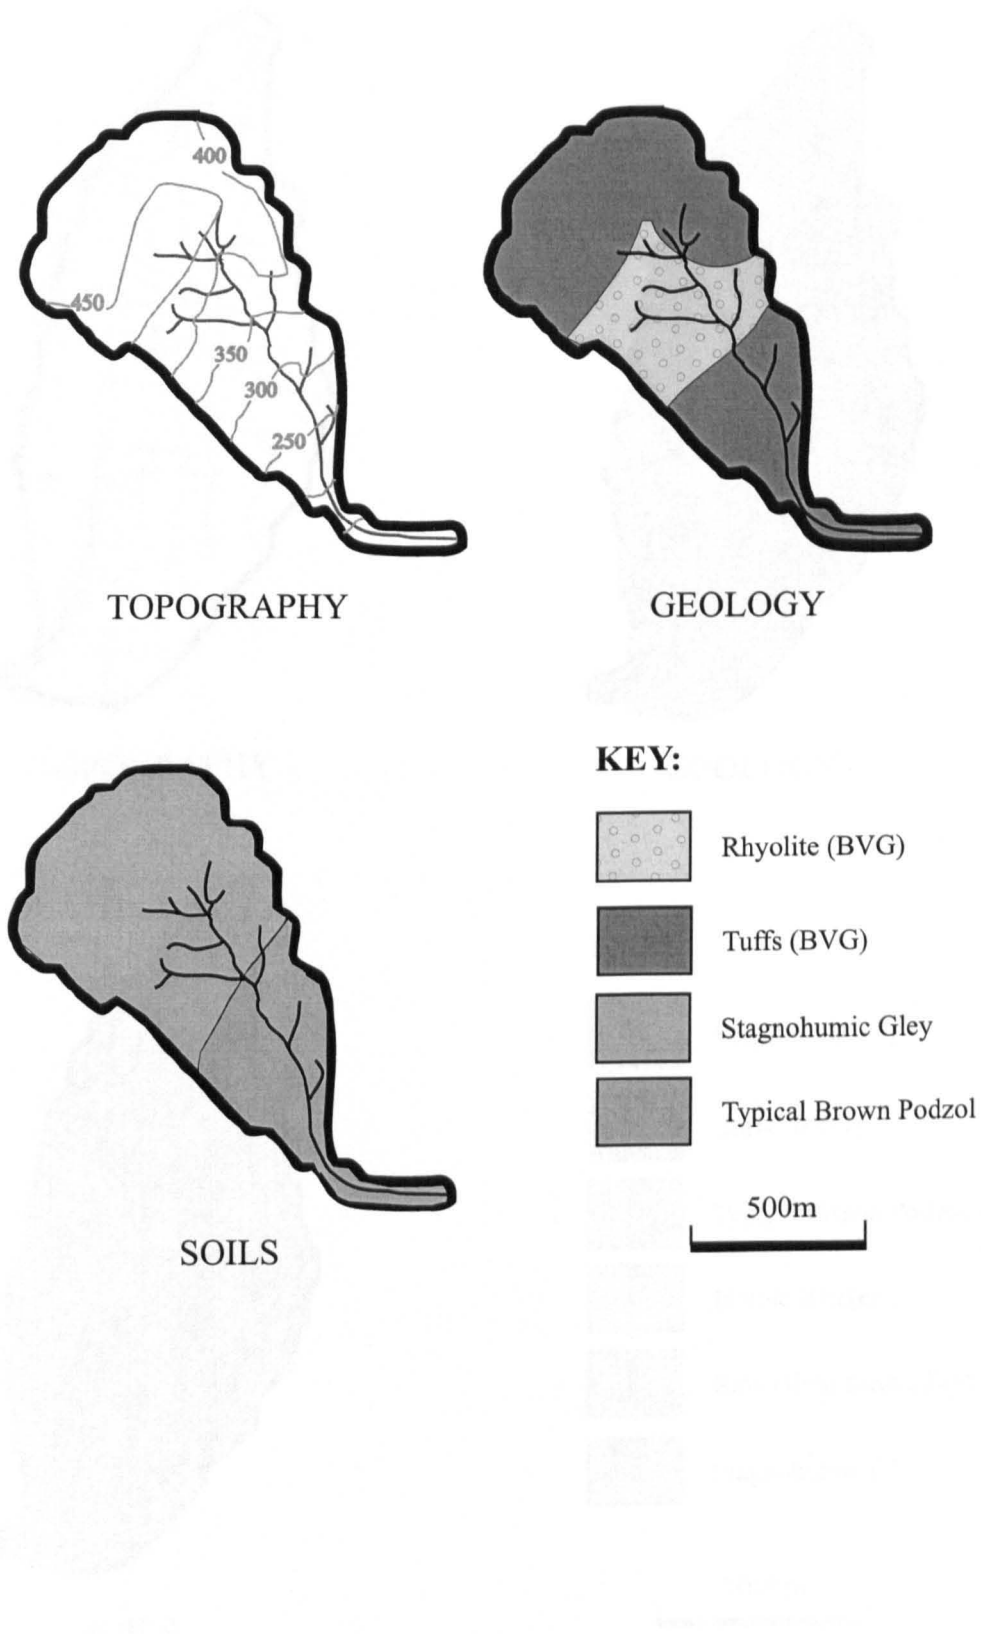 400
450
350
300
250
TOPOGRAPHY
GEOLOGY
KEY:
Rhyolite (BVG)
Tuffs (BVG)
Stagnohumic Gley
Typical Brown Podzol
500m
SOILS